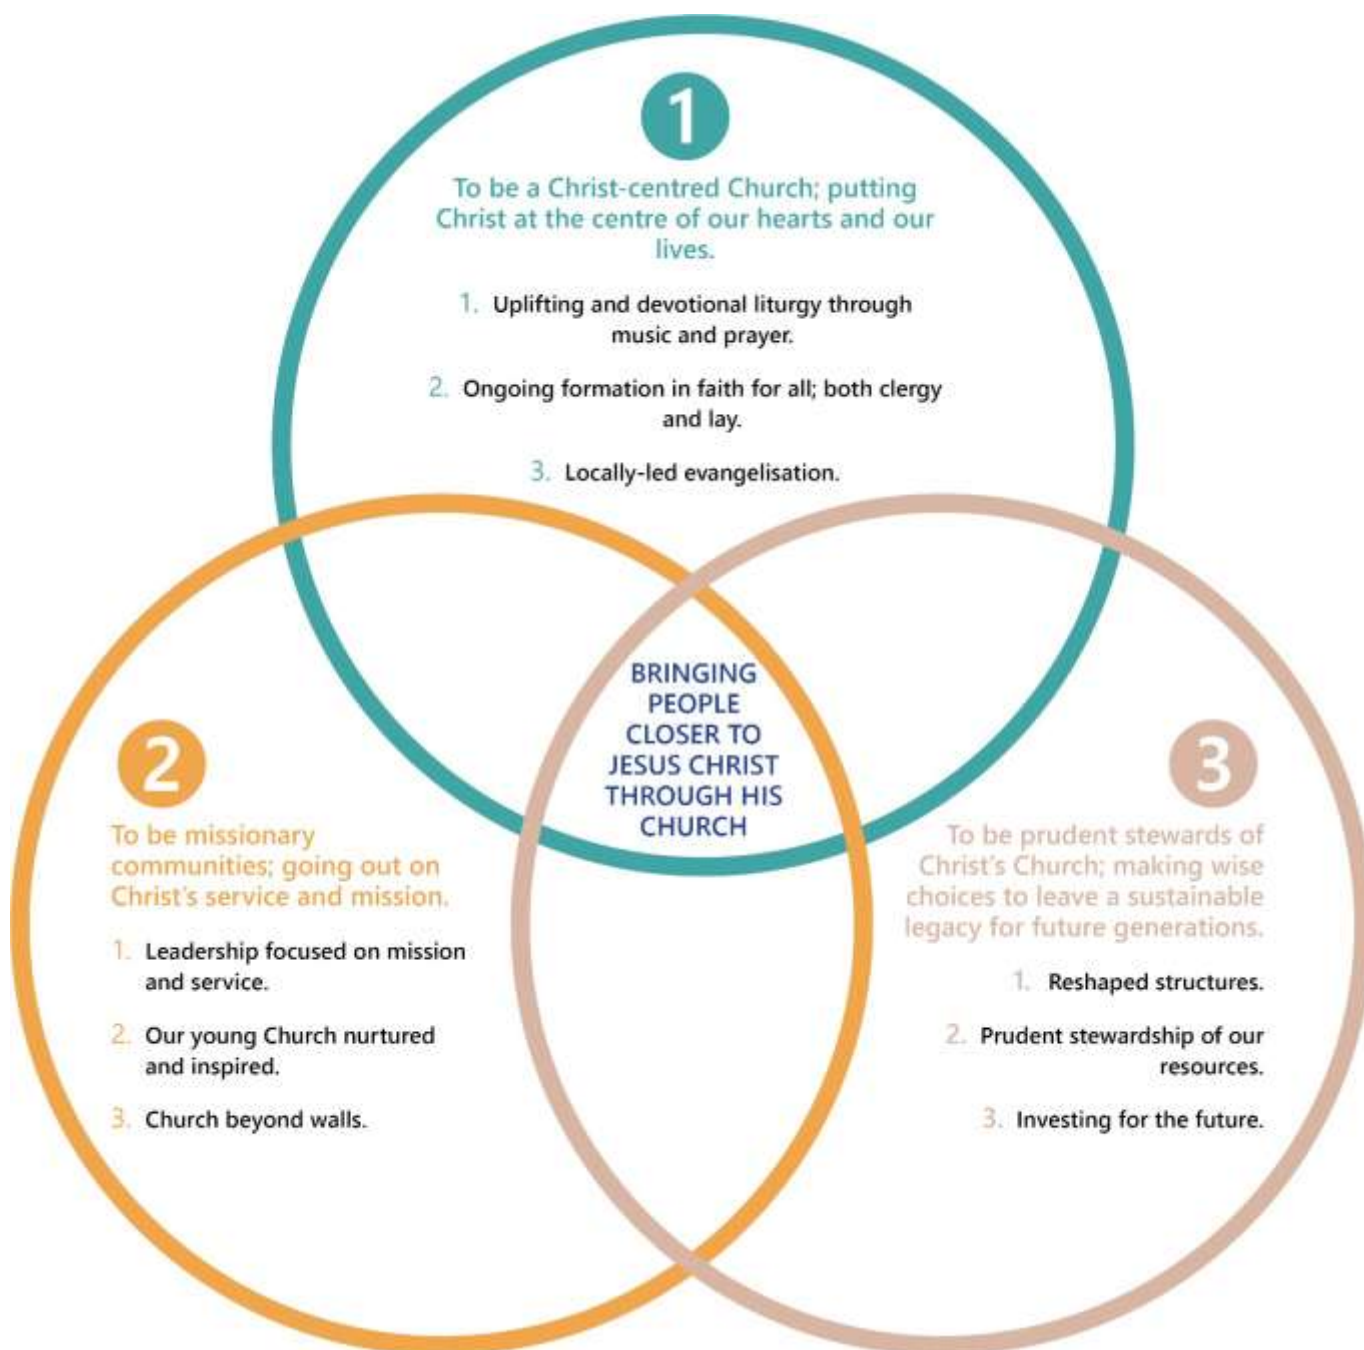 1
To be a Christ-centred Church; putting
Christ at the centre of our hearts and our
lives.
1. Uplifting and devotional liturgy through
music and prayer.
2. Ongoing formation in faith for all; both clergy
and lay.
3. Locally-led evangelisation.
BRINGING
PEOPLE
CLOSER TO
JESUS CHRIST
THROUGH HIS
CHURCH
2
To be missionary
communities; going out on
Christ's service and mission.
1. Leadership focused on mission
and service.
2. Our young Church nurtured
and inspired.
3. Church beyond walls.
3
To be prudent stewards of
Christ's Church; making wise
choices to leave a sustainable
legacy for future generations.
1. Reshaped structures.
2. Prudent stewardship of our
resources.
3. Investing for the future.